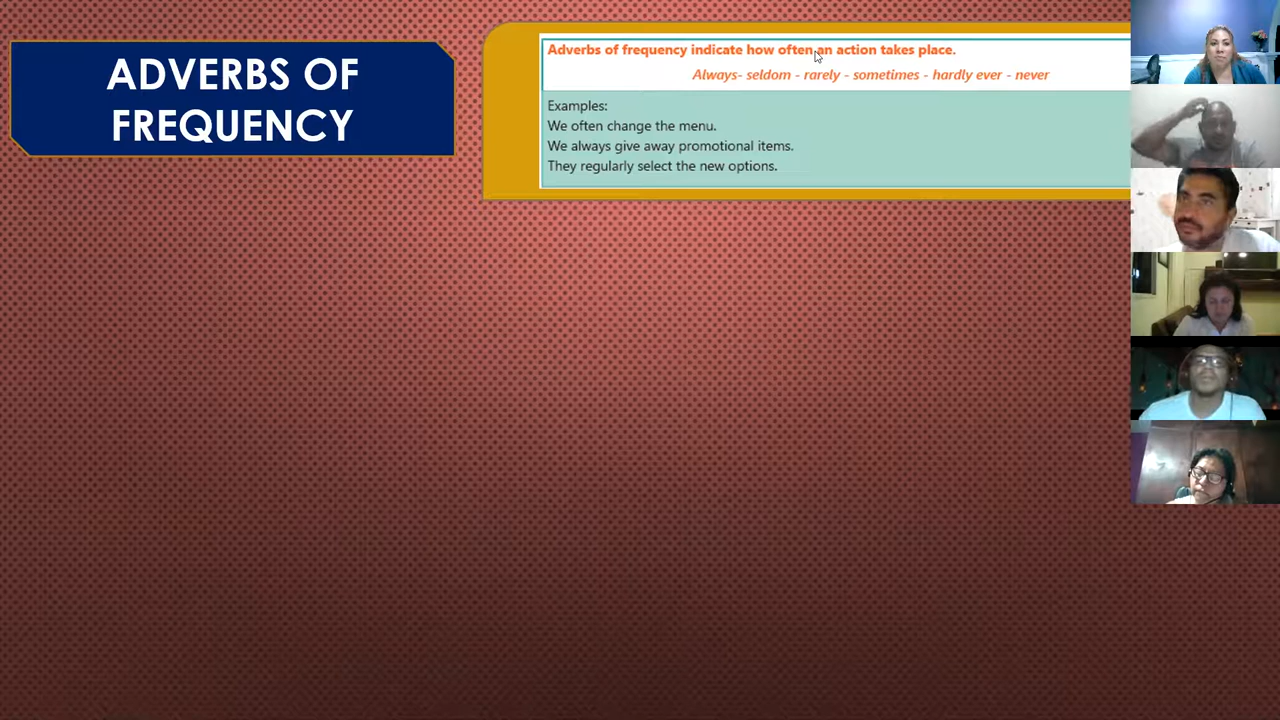 ADVERBS OF
FREQUENCY
Adverbs of frequency indicate how often an action takes place.
Always- seldom - rarely - sometimes - hardly ever - never
Examples:
We often change the menu.
We always give away promotional items.
They regularly select the new options.